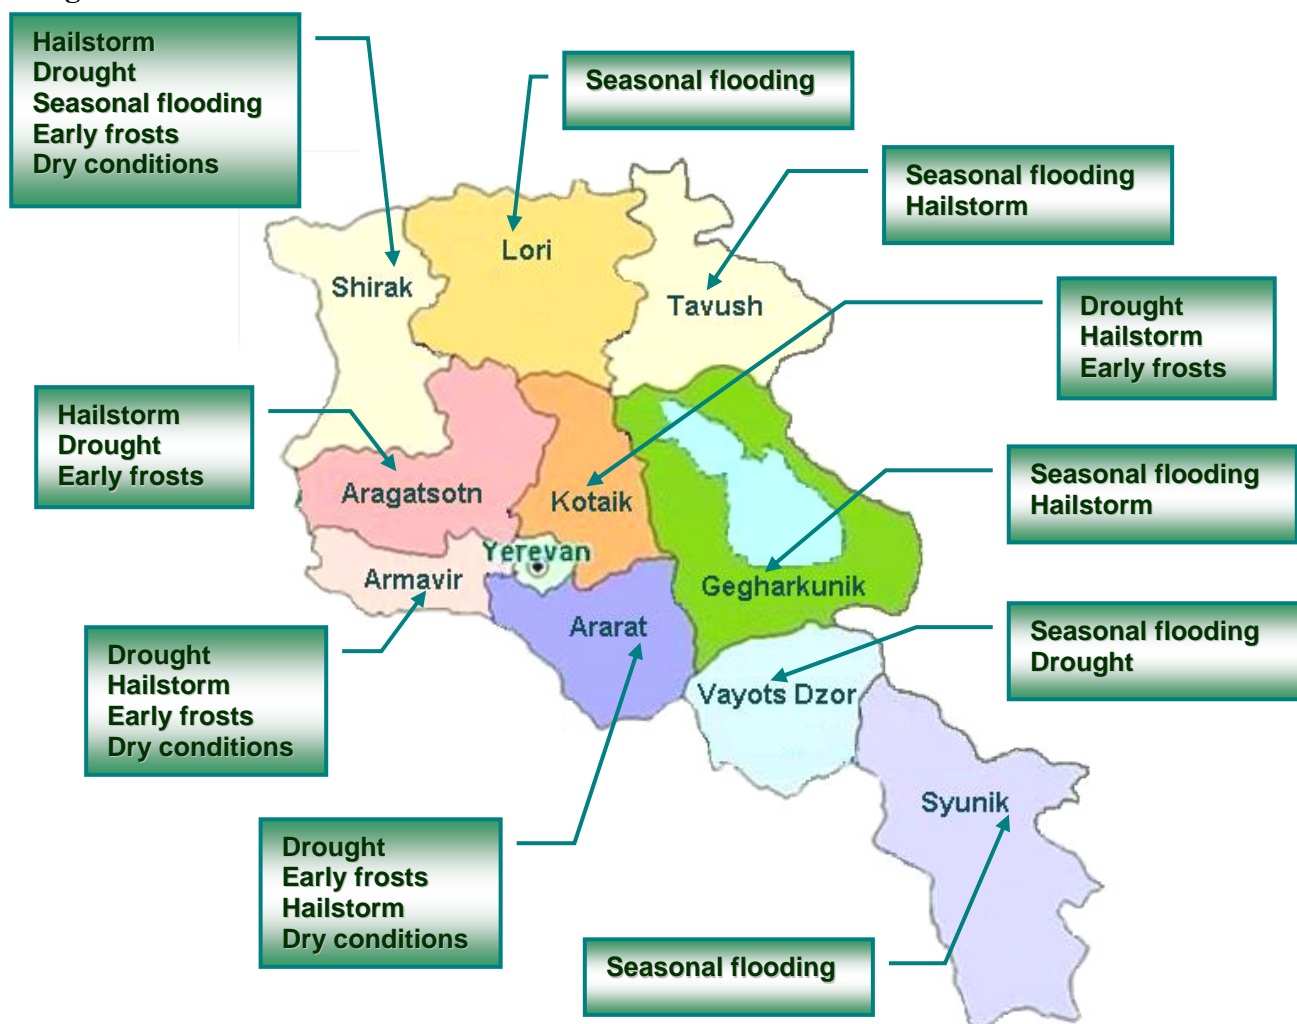 Hailstorm
Drought
Seasonal flooding
Early frosts
Dry conditions
Seasonal flooding
Seasonal flooding
Hailstorm
Drought
Hailstorm
Early frosts
Lori
Shirak
Tavush
Hailstorm
Drought
Early frosts
Aragatsotn
Kotaik
Seasonal flooding
Hailstorm
Yerevan
Armavir
Gegharkunik
Ararat
Seasonal flooding
Drought
Drought
Hailstorm
Early frosts
Dry conditions
Vayots Dzor
Syunik
Drought
Early frosts
Hailstorm
Dry conditions
Seasonal flooding